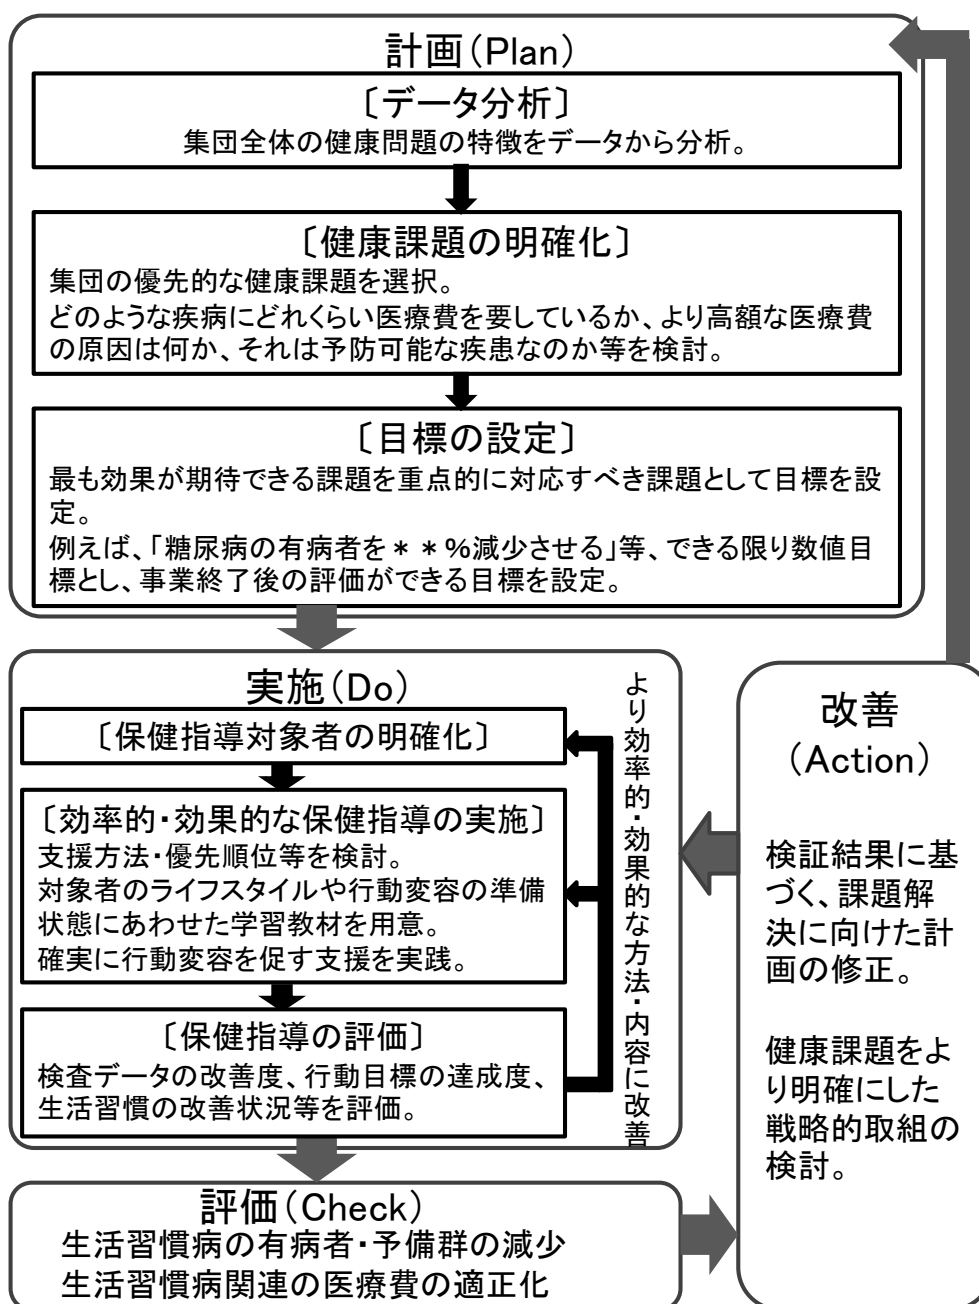 計画(Plan)
〔データ分析〕
集団全体の健康問題の特徴をデータから分析。
〔健康課題の明確化〕
集団の優先的な健康課題を選択。
どのような疾病にどれくらい医療費を要しているか、より高額な医療費
の原因は何か、それは予防可能な疾患なのか等を検討。
〔目標の設定〕
最も効果が期待できる課題を重点的に対応すべき課題として目標を設
定。
例えば、「糖尿病の有病者を＊＊%減少させる」等、できる限り数値目
標とし、事業終了後の評価ができる目標を設定。
実施(Do)
〔保健指導対象者の明確化〕
〔効率的・効果的な保健指導の実施〕
支援方法・優先順位等を検討。
対象者のライフスタイルや行動変容の準備
状態にあわせた学習教材を用意。
確実に行動変容を促す支援を実践。
〔保健指導の評価〕
検査データの改善度、行動目標の達成度、
生活習慣の改善状況等を評価。
より効率的・効果的な方法・内容に改善
評価(Check)
生活習慣病の有病者・予備群の減少
生活習慣病関連の医療費の適正化
改善
(Action)
検証結果に基
づく、課題解
決に向けた計
画の修正。
健康課題をよ
り明確にした
戦略的取組の
検討。